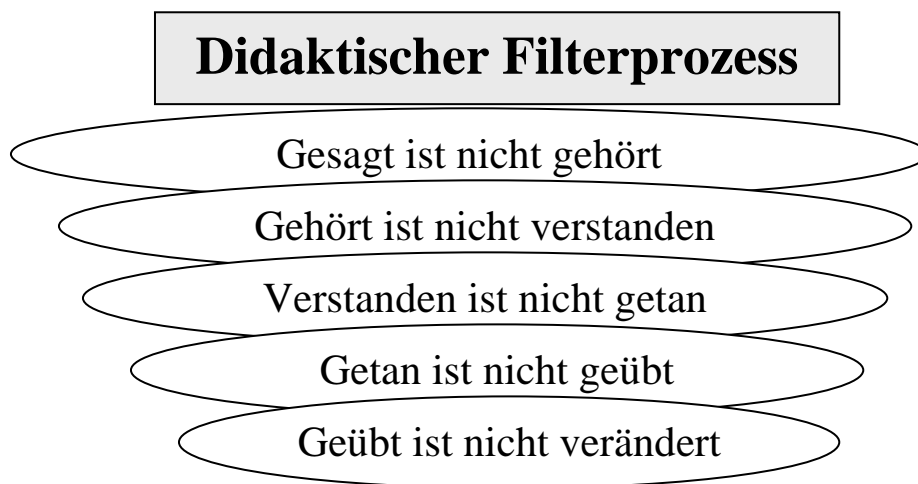 Didaktischer Filterprozess
Gesagt ist nicht gehört
Gehört ist nicht verstanden
Verstanden ist nicht getan
Getan ist nicht geübt
Geübt ist nicht verändert